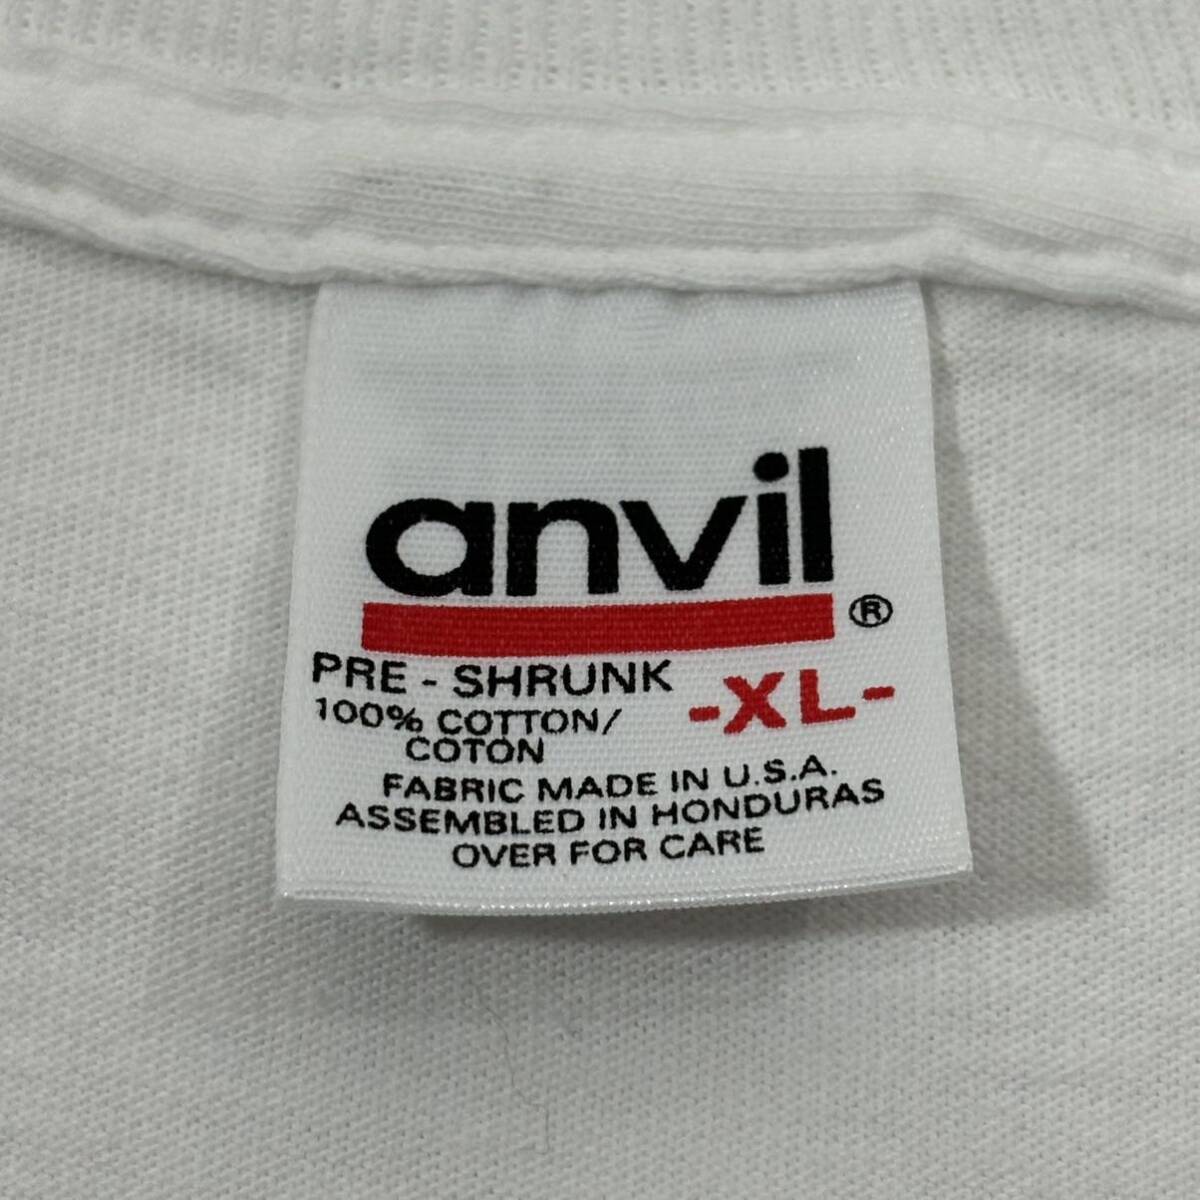 anvil
®
PRE - SHRUNK
-XL-
100% COTTON/
COTON
FABRIC MADE IN U.S.A.
ASSEMBLED IN HONDURAS
OVER FOR CARE